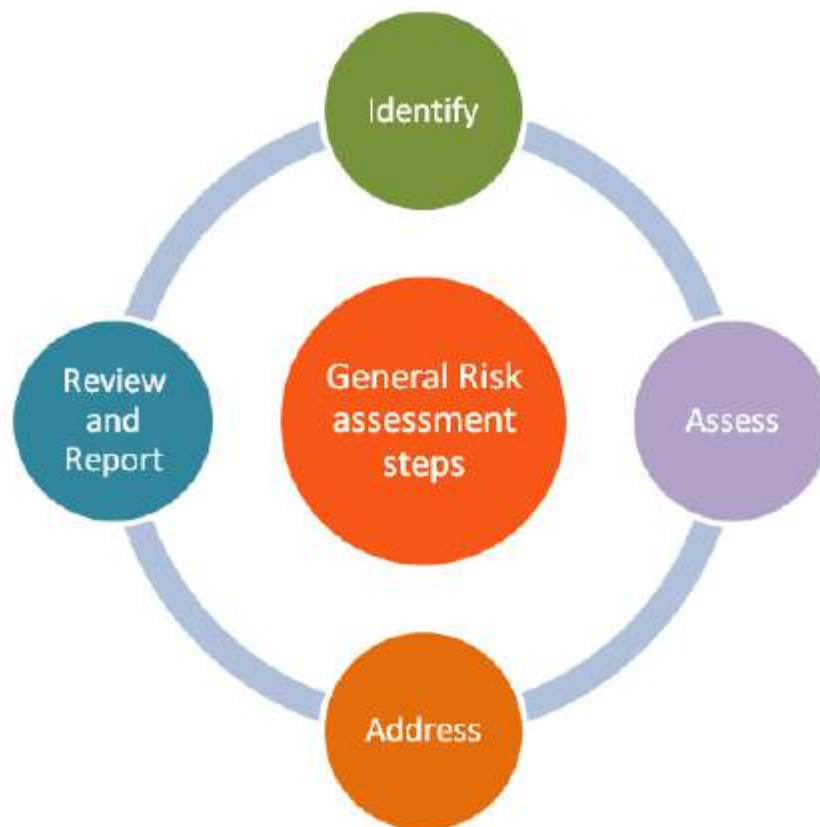 Identify
General Risk
assessment
steps
Assess
Address
Review
and
Report